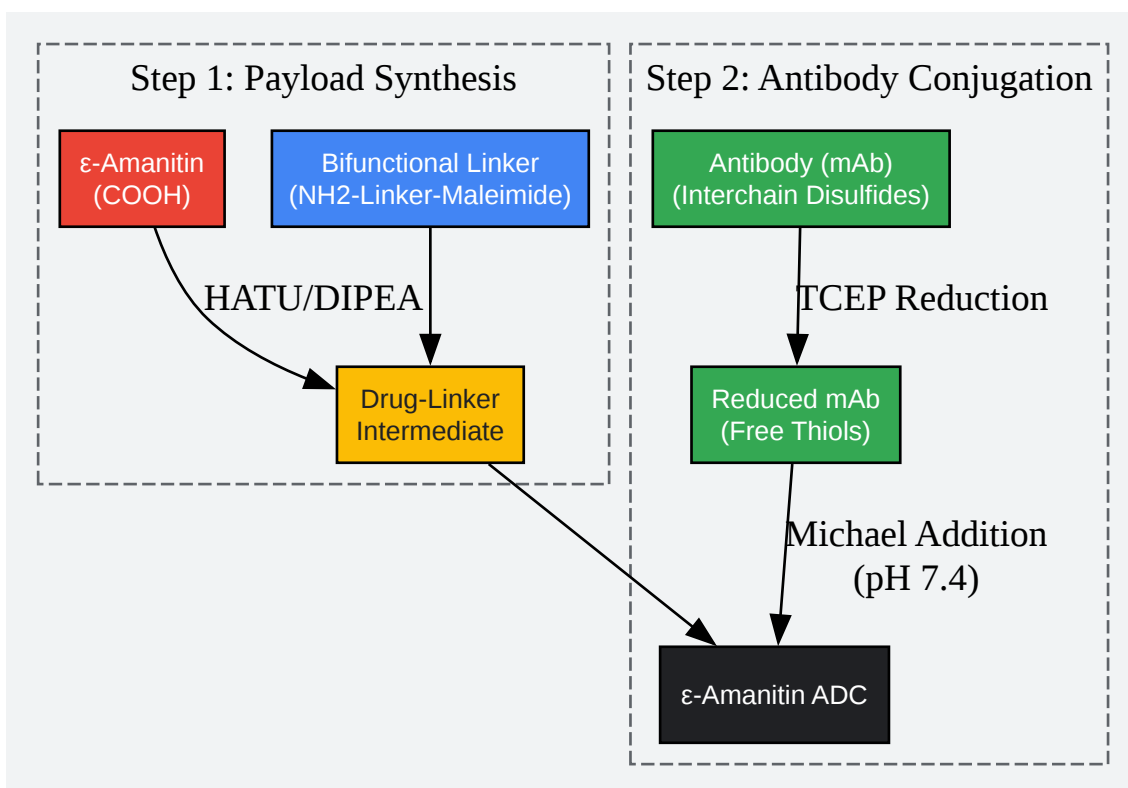 Step 1: Payload Synthesis
ε-Amanitin
(COOH)
Bifunctional Linker
(NH2-Linker-Maleimide)
HATU/DIPEA
Drug-Linker
Intermediate
Step 2: Antibody Conjugation
Antibody (mAb)
(Interchain Disulfides)
TCEP Reduction
Reduced mAb
(Free Thiols)
Michael Addition
(pH 7.4)
ε-Amanitin ADC